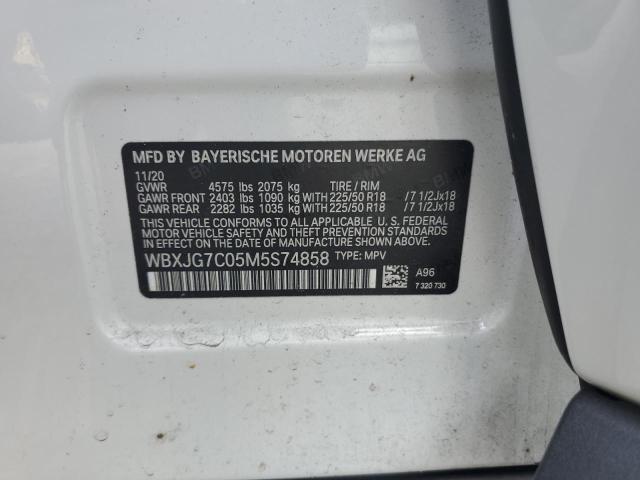 MFD BY BAYERISCHE MOTOREN WERKE AG
11/20
GVWR 4575 lbs 2075 kg TIRE / RIM
GAWR FRONT 2403 lbs 1090 kg WITH 225/50 R18 /7 1/2Jx18
GAWR REAR 2282 lbs 1035 kg WITH 225/50 R18 /7 1/2Jx18
THIS VEHICLE CONFORMS TO ALL APPLICABLE U. S. FEDERAL
MOTOR VEHICLE SAFETY AND THEFT PREVENTION STANDARDS
IN EFFECT ON THE DATE OF MANUFACTURE SHOWN ABOVE.
WBXJG7C05M5S74858 TYPE: MPV
A96
7 320 730